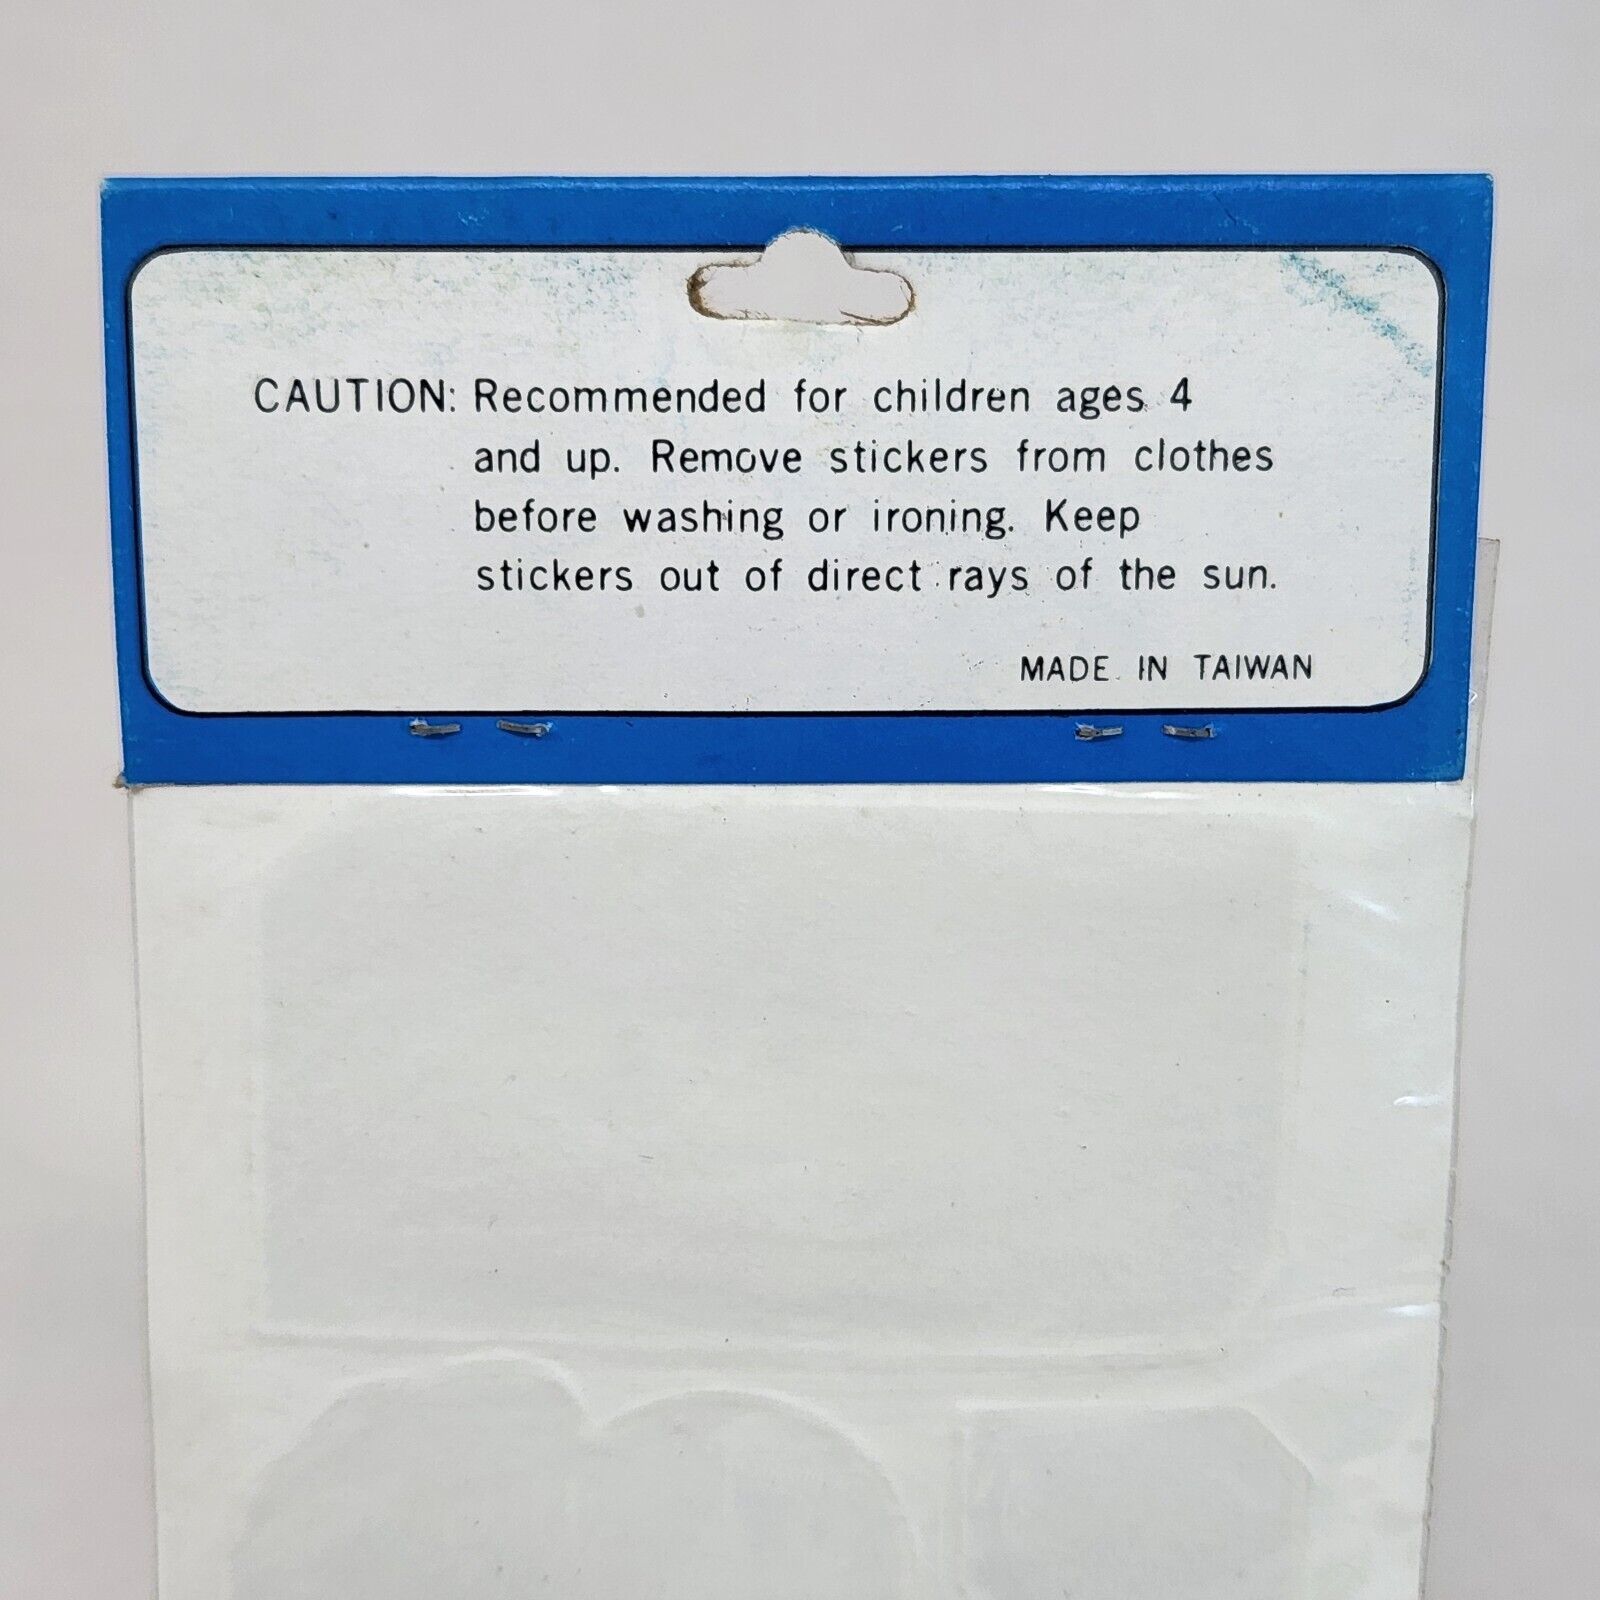 CAUTION: Recommended for children ages 4
and up. Remove stickers from clothes
before washing or ironing. Keep
stickers out of direct rays of the sun.
MADE IN TAIWAN